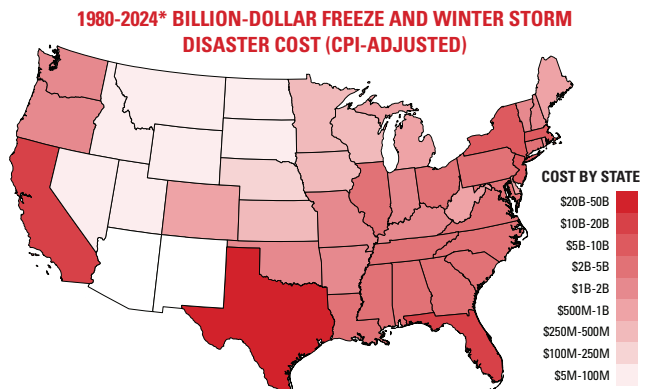 1980-2024* BILLION-DOLLAR FREEZE AND WINTER STORM
DISASTER COST (CPI-ADJUSTED)
COST BY STATE
$20B-50B
$10B-20B
$5B-10B
$2B-5B
$1B-2B
$500M-1B
$250M-500M
$100M-250M
$5M-100M